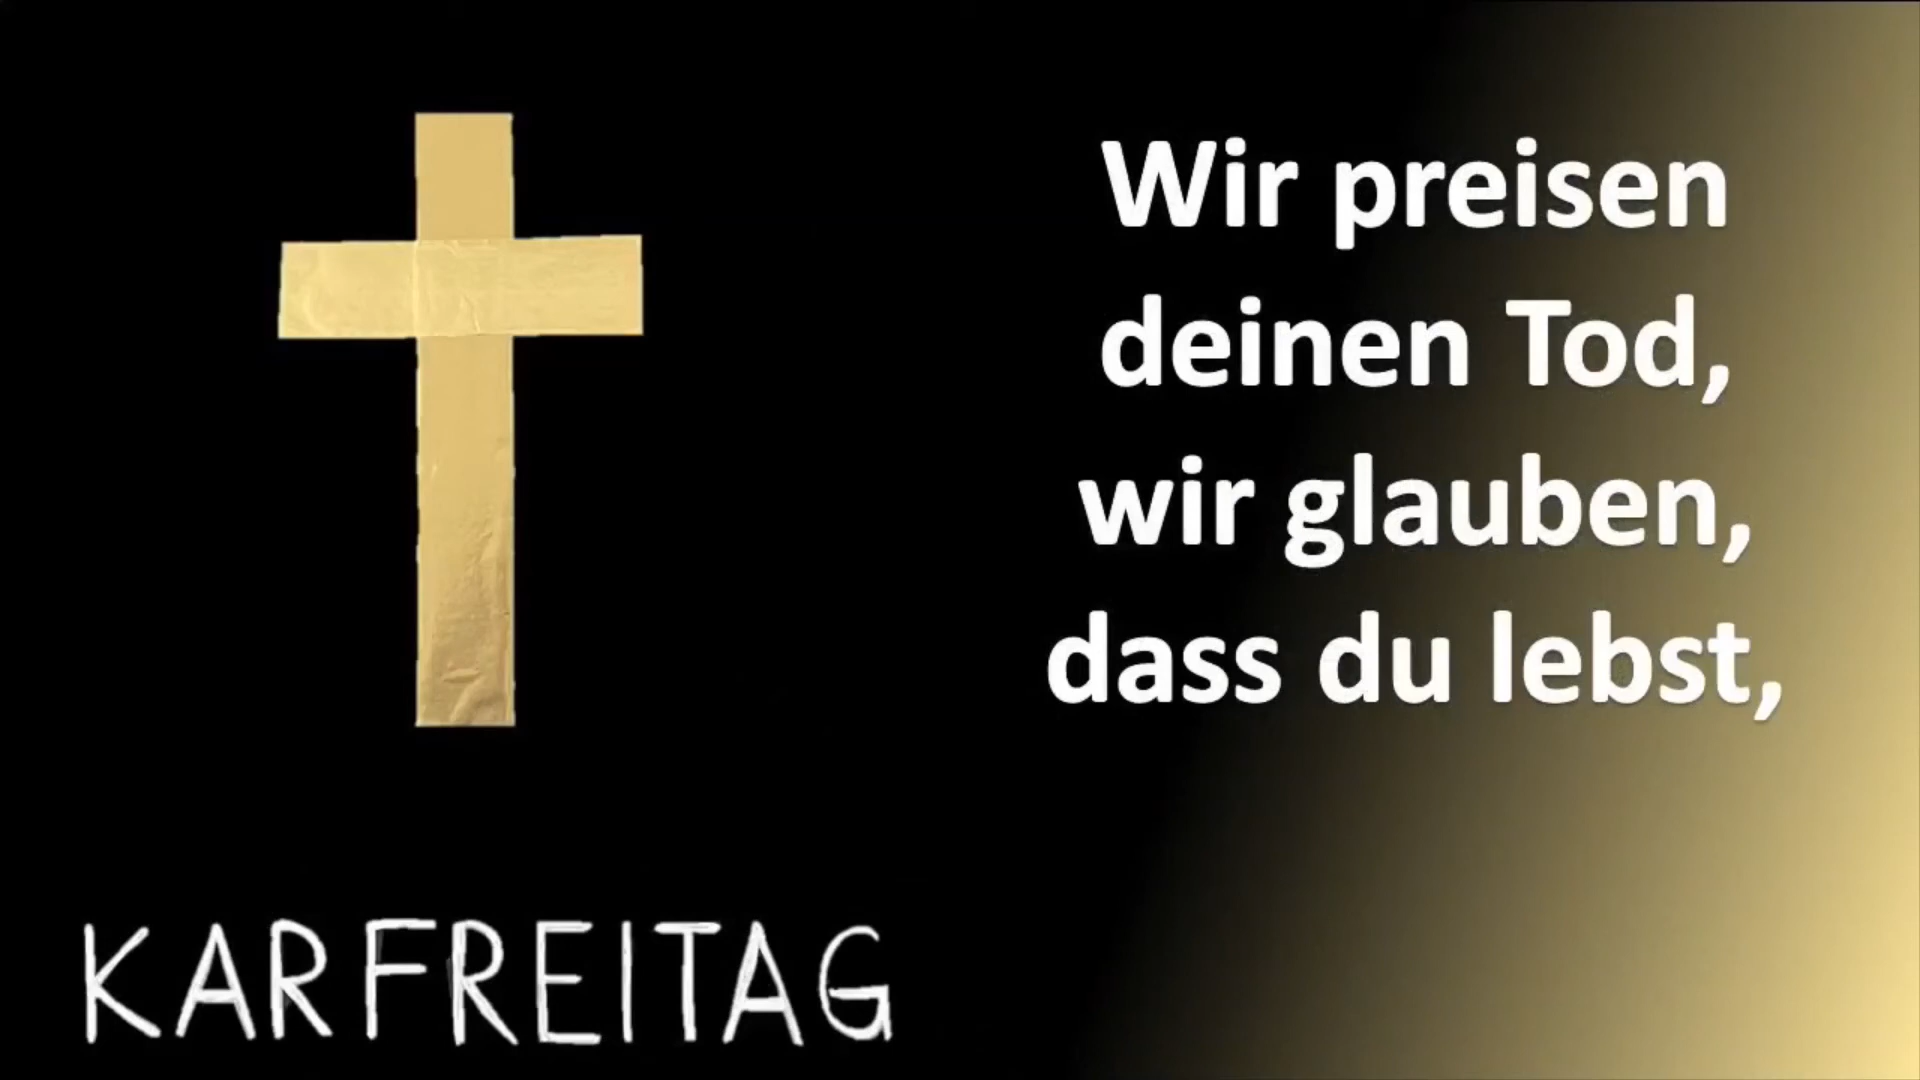 Wir preisen
deinen Tod,
wir glauben,
dass du lebst,
KARFREITAG